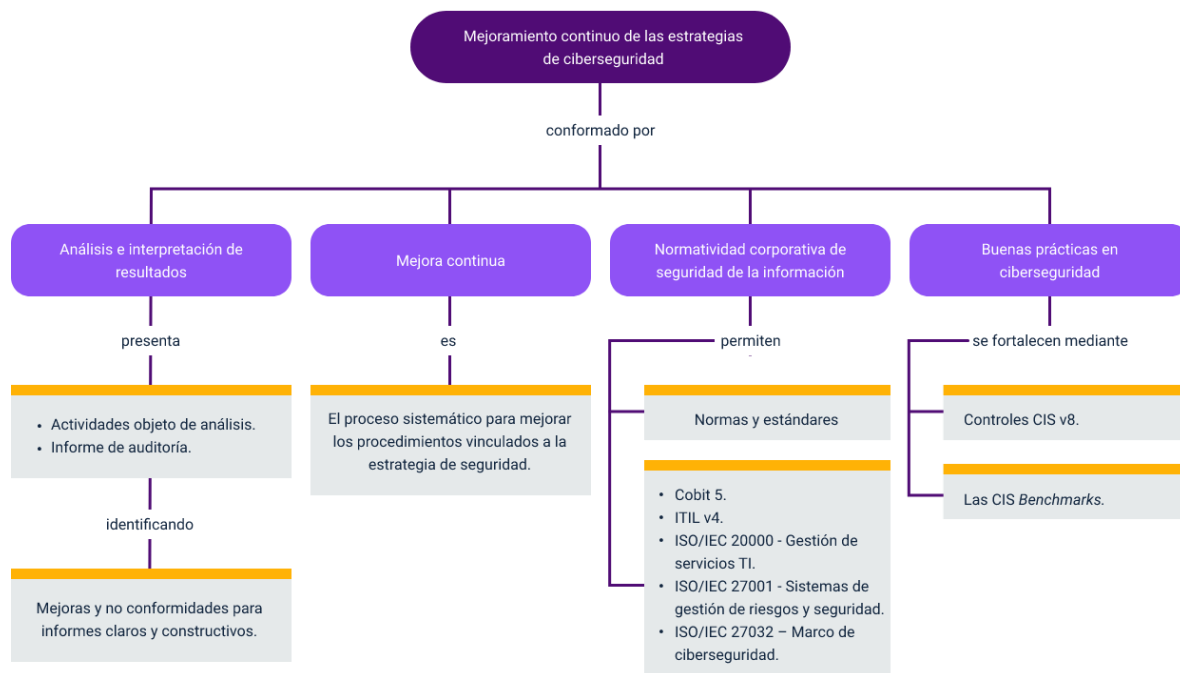 Mejoramiento continuo de las estrategias
de ciberseguridad
conformado por
Análisis e interpretación de
resultados
presenta
• Actividades objeto de análisis.
• Informe de auditoría.
identificando
Mejoras y no conformidades para
informes claros y constructivos.
Mejora continua
es
El proceso sistemático para mejorar
los procedimientos vinculados a la
estrategia de seguridad.
Normatividad corporativa de
seguridad de la información
permiten
Normas y estándares
• Cobit 5.
• ITIL v4.
• ISO/IEC 20000 - Gestión de
servicios TI.
• ISO/IEC 27001 - Sistemas de
gestión de riesgos y seguridad.
• ISO/IEC 27032 – Marco de
ciberseguridad.
Buenas prácticas en
ciberseguridad
se fortalecen mediante
Controles CIS v8.
Las CIS Benchmarks.